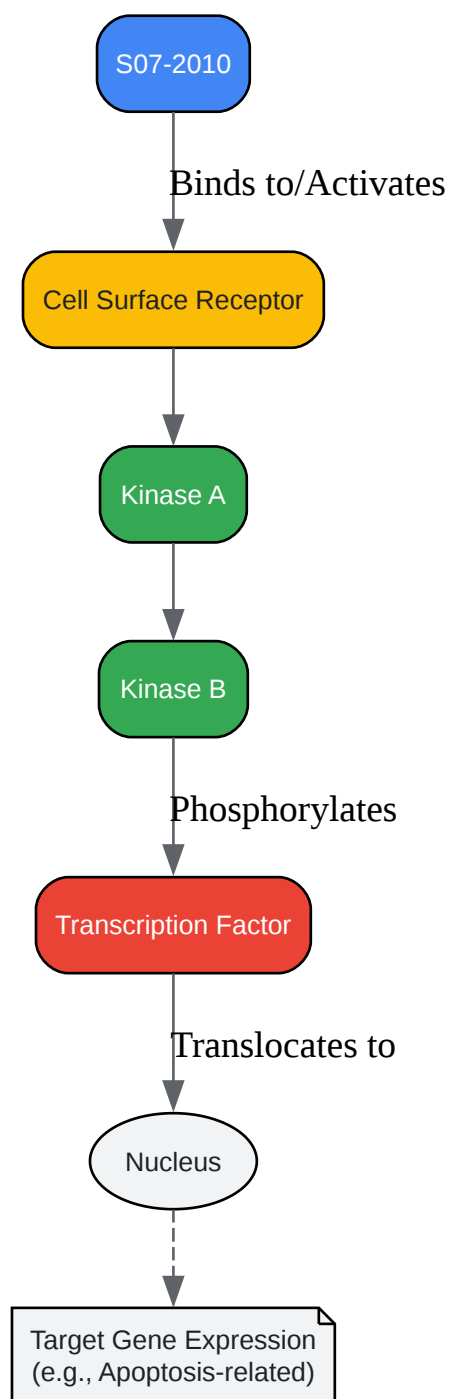 S07-2010
Binds to/Activates
Cell Surface Receptor
Kinase A
Kinase B
Phosphorylates
Transcription Factor
Translocates to
Nucleus
Target Gene Expression
(e.g., Apoptosis-related)